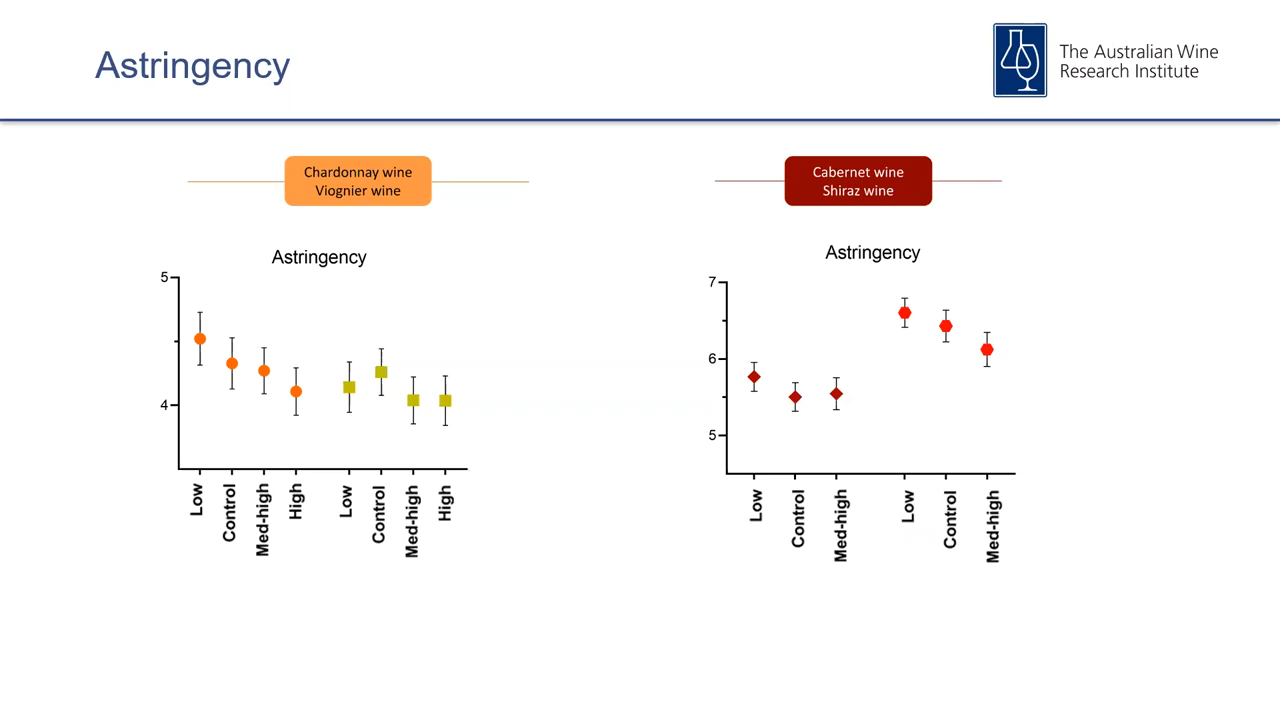 Astringency
The Australian Wine
Research Institute
Chardonnay wine
Viognier wine
Cabernet wine
Shiraz wine
Astringency
5
4
Low
Control
Med-high
High
Low
Control
Med-high
High
Astringency
7
6
5
Low
Control
Med-high
Low
Control
Med-high